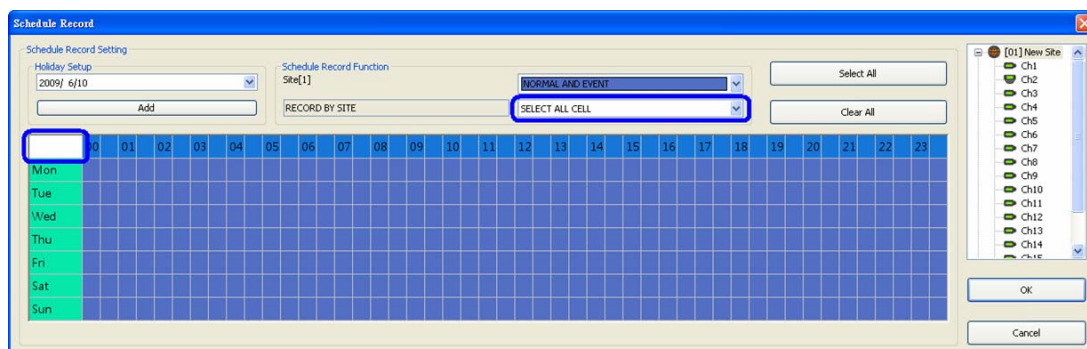 Schedule Record
Schedule Record Setting
Holiday Setup
2009/ 6/10
Add
Schedule Record Function
Site[1]
NORMAL AND EVENT
RECORD BY SITE
SELECT ALL CELL
Select All
Clear All
00 01 02 03 04 05 06 07 08 09 10 11 12 13 14 15 16 17 18 19 20 21 22 23
Mon
Tue
Wed
Thu
Fri
Sat
Sun
[01] New Site
Ch1
Ch2
Ch3
Ch4
Ch5
Ch6
Ch7
Ch8
Ch9
Ch10
Ch11
Ch12
Ch13
Ch14
Ch15
OK
Cancel